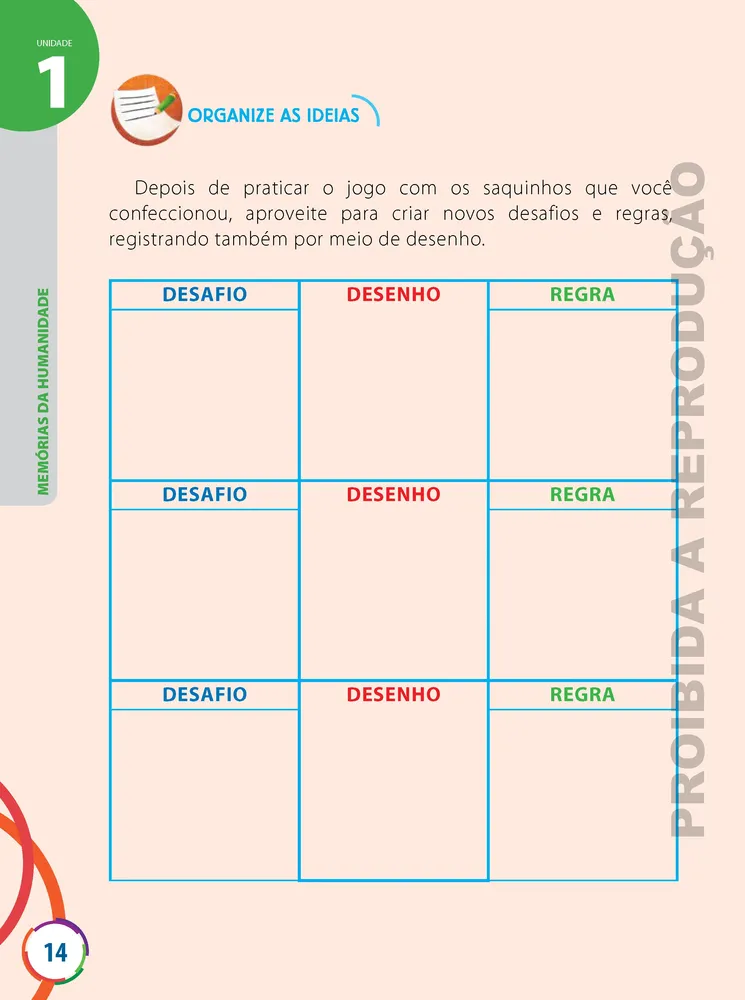 UNIDADE
1
ORGANIZE AS IDEIAS
Depois de praticar o jogo com os saquinhos que você
confeccionou, aproveite para criar novos desafios e regras,
registrando também por meio de desenho.
DESAFIO DESENHO REGRA
DESAFIO DESENHO REGRA
DESAFIO DESENHO REGRA
MEMÓRIAS DA HUMANIDADE
PROIBIDA A REPRODUÇÃO
14